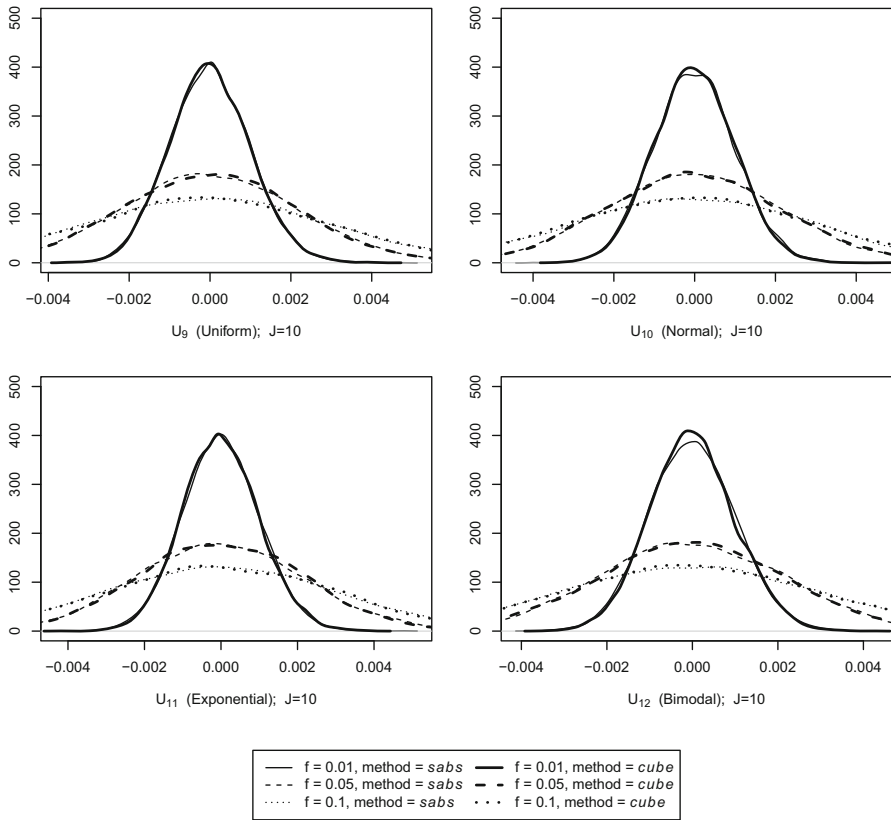 500
400
300
200
100
0
−0.004 −0.002 0.000 0.002 0.004
U9 (Uniform); J=10
500
400
300
200
100
0
−0.004 −0.002 0.000 0.002 0.004
U10 (Normal); J=10
500
400
300
200
100
0
−0.004 −0.002 0.000 0.002 0.004
U11 (Exponential); J=10
500
400
300
200
100
0
−0.004 −0.002 0.000 0.002 0.004
U12 (Bimodal); J=10
f = 0.01, method = sabs f = 0.01, method = cube
f = 0.05, method = sabs f = 0.05, method = cube
f = 0.1, method = sabs f = 0.1, method = cube